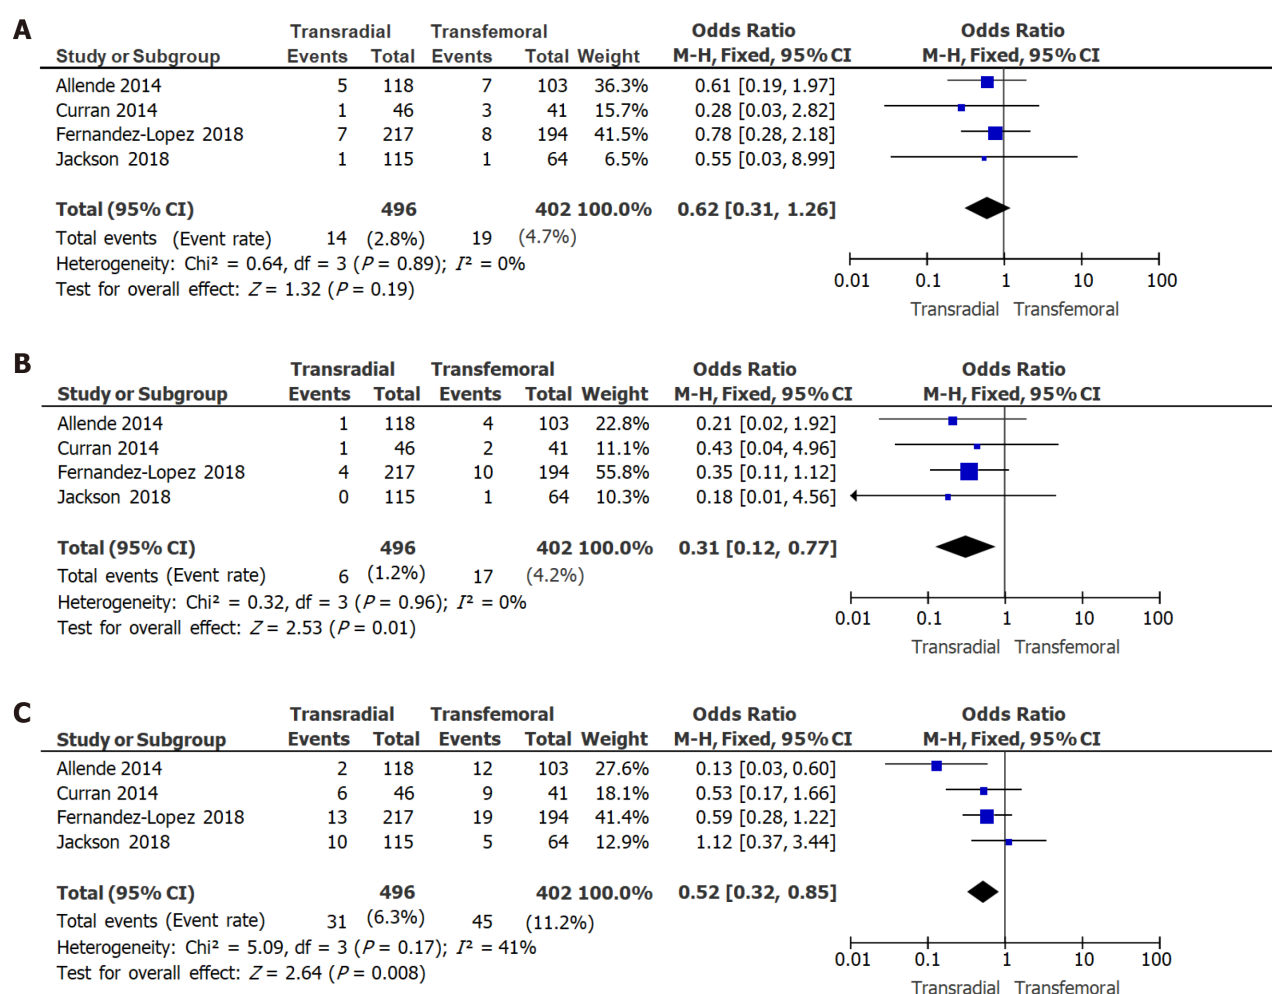 A
Transradial Transfemoral Odds Ratio Odds Ratio
Study or Subgroup Events Total Events Total Weight M-H, Fixed, 95% CI M-H, Fixed, 95% CI
Allende 2014 5 118 7 103 36.3% 0.61 [0.19, 1.97]
Curran 2014 1 46 3 41 15.7% 0.28 [0.03, 2.82]
Fernandez-Lopez 2018 7 217 8 194 41.5% 0.78 [0.28, 2.18]
Jackson 2018 1 115 1 64 6.5% 0.55 [0.03, 8.99]
Total (95% CI) 496 402 100.0% 0.62 [0.31, 1.26]
Total events (Event rate) 14 (2.8%) 19 (4.7%)
Heterogeneity: Chi² = 0.64, df = 3 (P = 0.89); I² = 0%
Test for overall effect: Z = 1.32 (P = 0.19)
0.01 0.1 1 10 100
Transradial Transfemoral
B
Transradial Transfemoral Odds Ratio Odds Ratio
Study or Subgroup Events Total Events Total Weight M-H, Fixed, 95% CI M-H, Fixed, 95% CI
Allende 2014 1 118 4 103 22.8% 0.21 [0.02, 1.92]
Curran 2014 1 46 2 41 11.1% 0.43 [0.04, 4.96]
Fernandez-Lopez 2018 4 217 10 194 55.8% 0.35 [0.11, 1.12]
Jackson 2018 0 115 1 64 10.3% 0.18 [0.01, 4.56]
Total (95% CI) 496 402 100.0% 0.31 [0.12, 0.77]
Total events (Event rate) 6 (1.2%) 17 (4.2%)
Heterogeneity: Chi² = 0.32, df = 3 (P = 0.96); I² = 0%
Test for overall effect: Z = 2.53 (P = 0.01)
0.01 0.1 1 10 100
Transradial Transfemoral
C
Transradial Transfemoral Odds Ratio Odds Ratio
Study or Subgroup Events Total Events Total Weight M-H, Fixed, 95% CI M-H, Fixed, 95% CI
Allende 2014 2 118 12 103 27.6% 0.13 [0.03, 0.60]
Curran 2014 6 46 9 41 18.1% 0.53 [0.17, 1.66]
Fernandez-Lopez 2018 13 217 19 194 41.4% 0.59 [0.28, 1.22]
Jackson 2018 10 115 5 64 12.9% 1.12 [0.37, 3.44]
Total (95% CI) 496 402 100.0% 0.52 [0.32, 0.85]
Total events (Event rate) 31 (6.3%) 45 (11.2%)
Heterogeneity: Chi² = 5.09, df = 3 (P = 0.17); I² = 41%
Test for overall effect: Z = 2.64 (P = 0.008)
0.01 0.1 1 10 100
Transradial Transfemoral